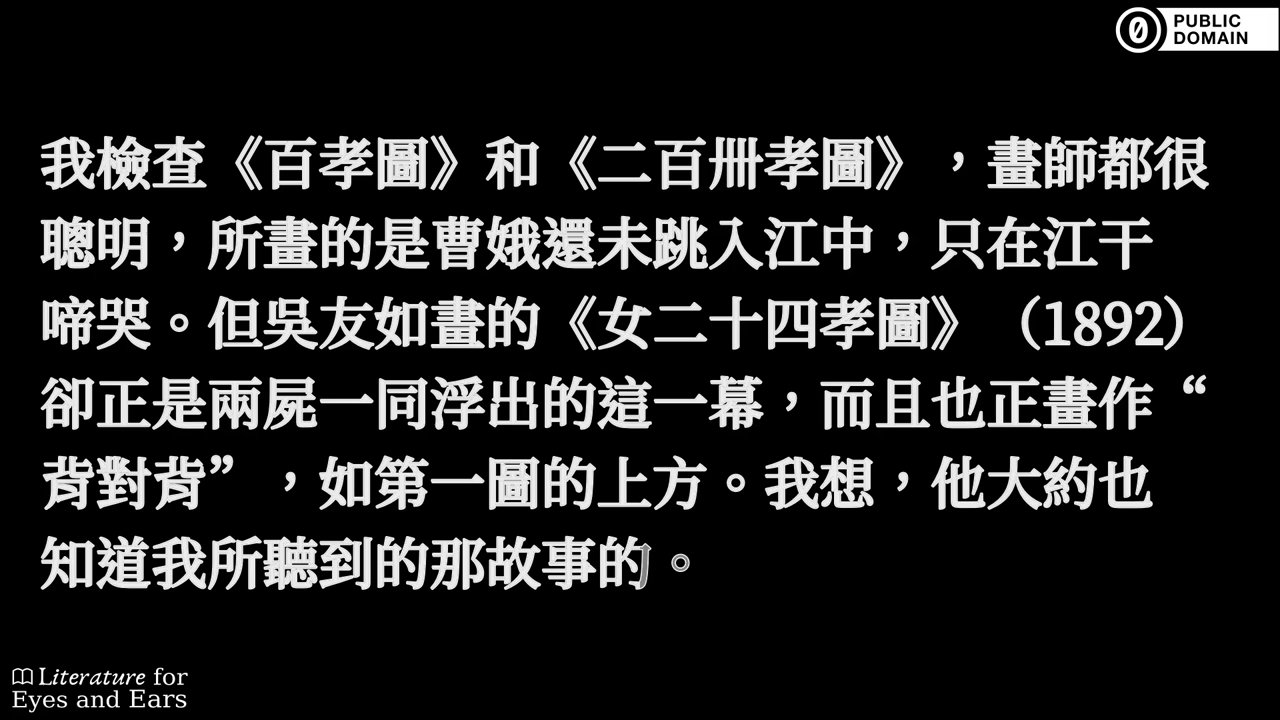 PUBLIC
DOMAIN
我檢查《百孝圖》和《二百卌孝圖》，畫師都很
聰明，所畫的是曹娥還未跳入江中，只在江干
啼哭。但吳友如畫的《女二十四孝圖》（1892）
卻正是兩屍一同浮出的這一幕，而且也正畫作“
背對背”，如第一圖的上方。我想，他大約也
知道我所聽到的那故事的。
Literature for
Eyes and Ears